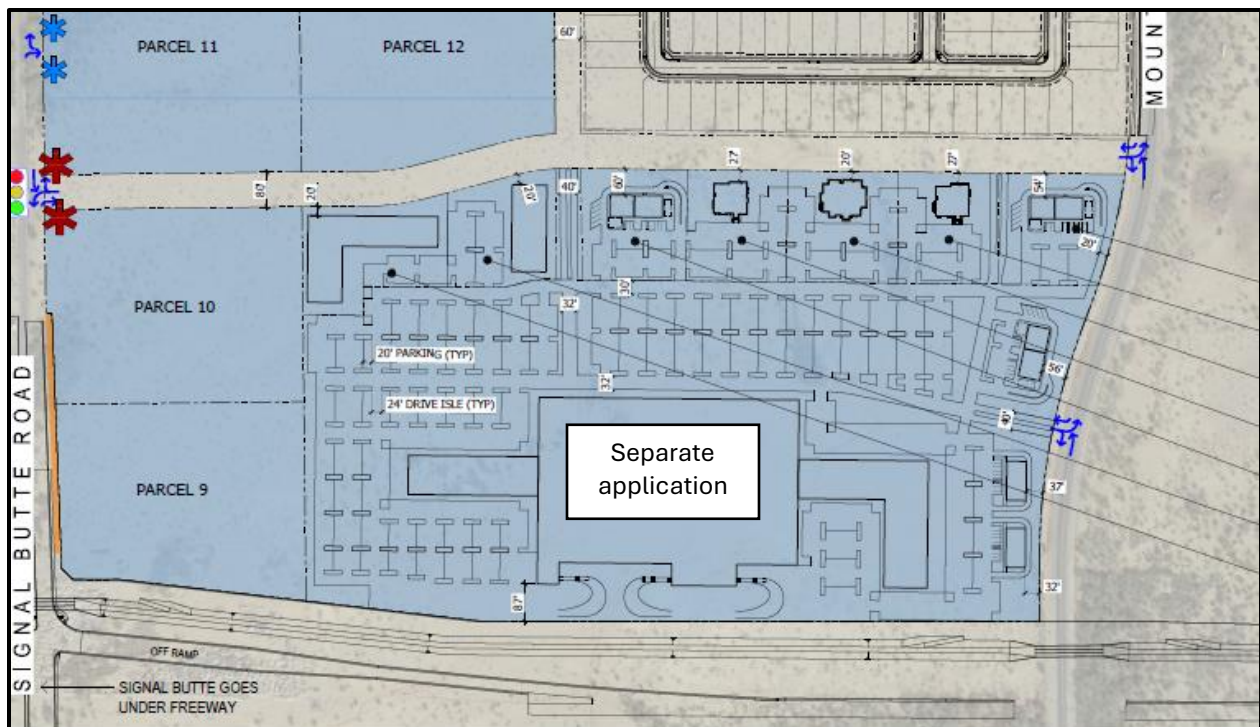 PARCEL 11
PARCEL 12
60'
MOUN
80'
20'
20'
40'
60'
27'
20'
27'
54'
20'
PARCEL 10
30'
32'
20' PARKING (TYP)
32'
24' DRIVE ISLE (TYP)
56'
40'
Separate
application
PARCEL 9
37'
87'
32'
SIGNAL BUTTE ROAD
OFF RAMP
SIGNAL BUTTE GOES
UNDER FREEWAY